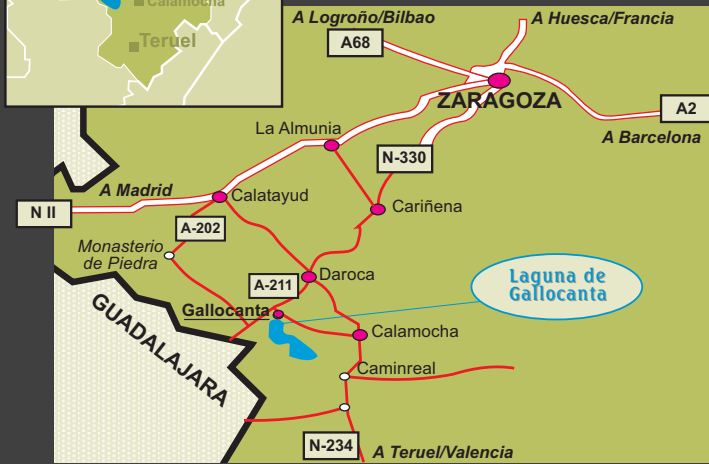 Calamocha
Teruel
A Logroño/Bilbao
A Huesca/Francia
A68
ZARAGOZA
A2
A Barcelona
La Almunia
N-330
A Madrid
N II
Calatayud
Cariñena
A-202
Monasterio
de Piedra
Daroca
A-211
Laguna de
Gallocanta
Gallocanta
GUADALAJARA
Calamocha
Caminreal
N-234
A Teruel/Valencia